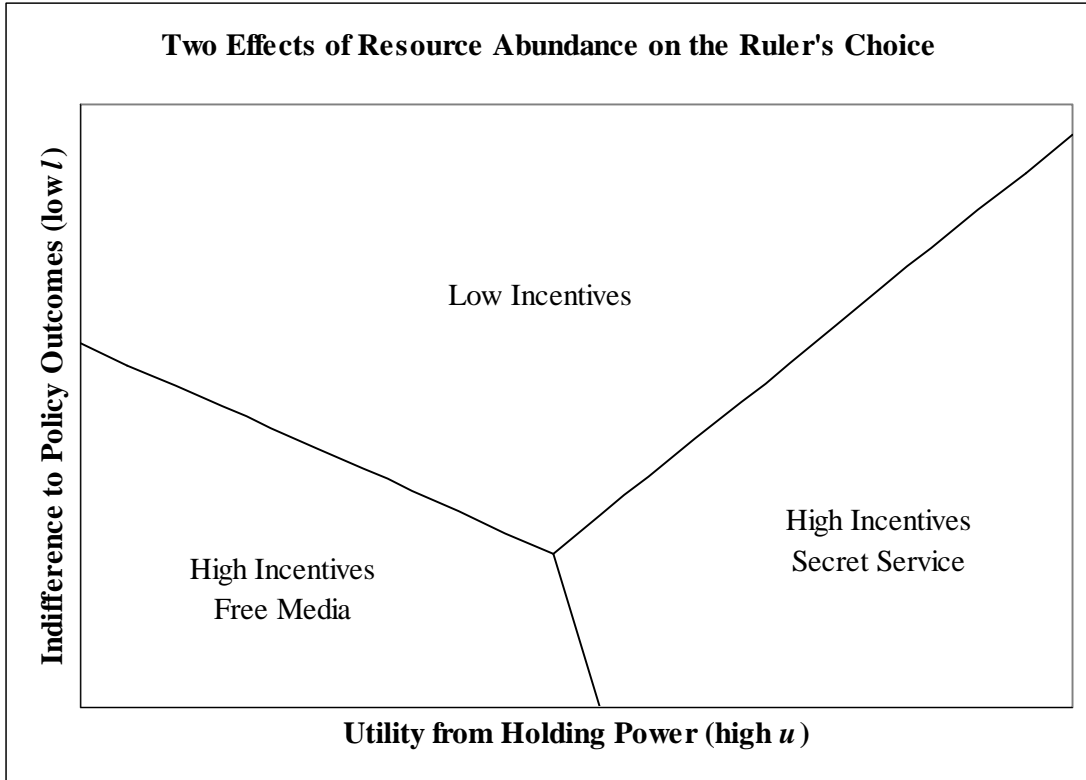 Two Effects of Resource Abundance on the Ruler's Choice
Indifference to Policy Outcomes (low l)
Low Incentives
High Incentives
Secret Service
High Incentives
Free Media
Utility from Holding Power (high u)